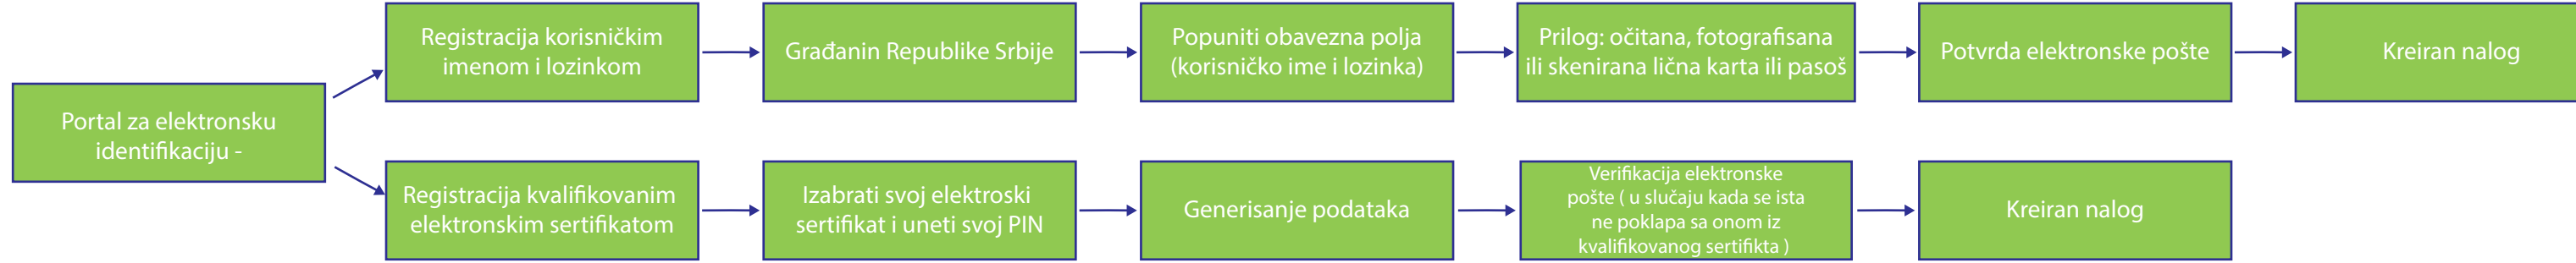 Portal za elektronsku
identifikaciju -
Registracija korisničkim
imenom i lozinkom
Građanin Republike Srbije
Popuniti obavezna polja
(korisničko ime i lozinka)
Prilog: očitana, fotografisana
ili skenirana lična karta ili pasoš
Potvrda elektronske pošte
Kreiran nalog
Registracija kvalifikovanim
elektronskim sertifikatom
Izabrati svoj elektroski
sertifikat i uneti svoj PIN
Generisanje podataka
Verifikacija elektronske
pošte ( u slučaju kada se ista
ne poklapa sa onom iz
kvalifikovanog sertifikta )
Kreiran nalog